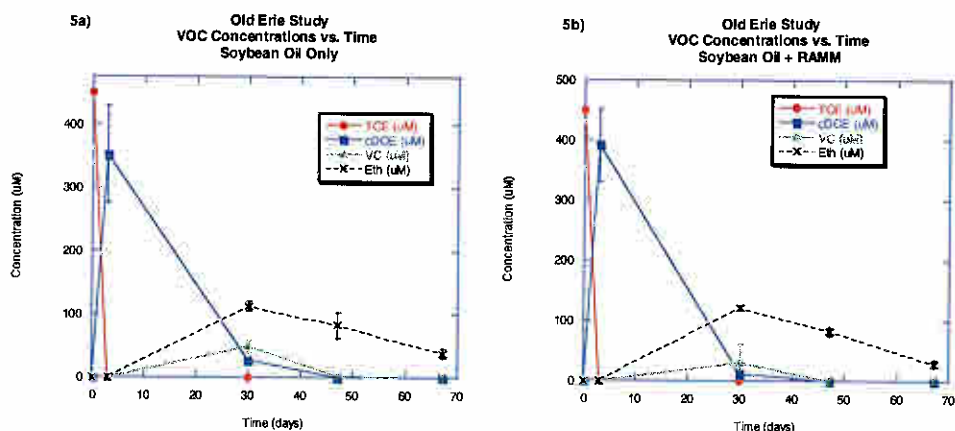 5a)
Old Erie Study
VOC Concentrations vs. Time
Soybean Oil Only
Concentration (uM)
400
300
200
100
0
TCE (uM)
cDCE (uM)
VC (uM)
Eth (uM)
0 10 20 30 40 50 60 70
Time (days)
5b)
Old Erie Study
VOC Concentrations vs. Time
Soybean Oil + RAMM
Concentration (uM)
500
400
300
200
100
0
TCE (uM)
cDCE (uM)
VC (uM)
Eth (uM)
0 10 20 30 40 50 60 70
Time (days)